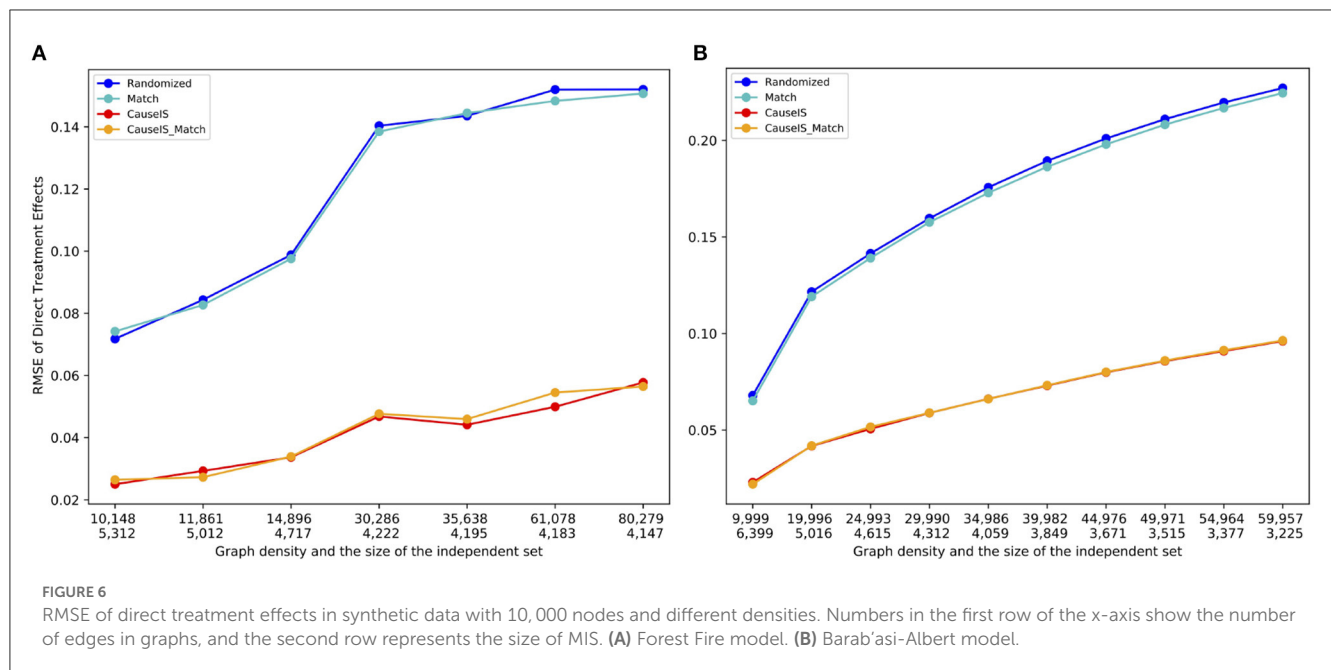 A
Randomized
Match
CauseIS
CauseIS_Match
RMSE of Direct Treatment Effects
0.14
0.12
0.10
0.08
0.06
0.04
0.02
10,148 11,861 14,896 30,286 35,638 61,078 80,279
5,312 5,012 4,717 4,222 4,195 4,183 4,147
Graph density and the size of the independent set
B
Randomized
Match
CauseIS
CauseIS_Match
0.20
0.15
0.10
0.05
9,999 19,996 24,993 29,990 34,986 39,982 44,976 49,971 54,964 59,957
6,399 5,016 4,615 4,312 4,059 3,849 3,671 3,515 3,377 3,225
Graph density and the size of the independent set
FIGURE 6
RMSE of direct treatment effects in synthetic data with 10, 000 nodes and different densities. Numbers in the first row of the x-axis show the number
of edges in graphs, and the second row represents the size of MIS. (A) Forest Fire model. (B) Barab'asi-Albert model.